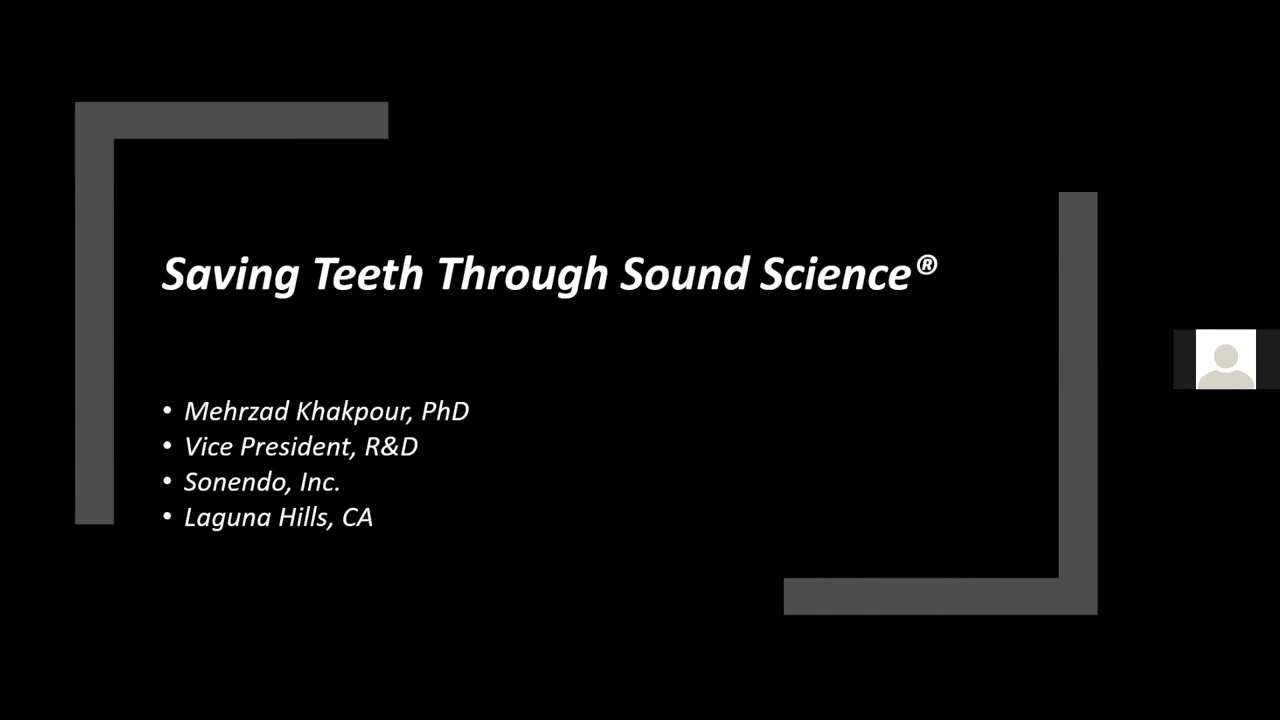 Saving Teeth Through Sound Science®
• Mehrzad Khakpour, PhD
• Vice President, R&D
• Sonendo, Inc.
• Laguna Hills, CA